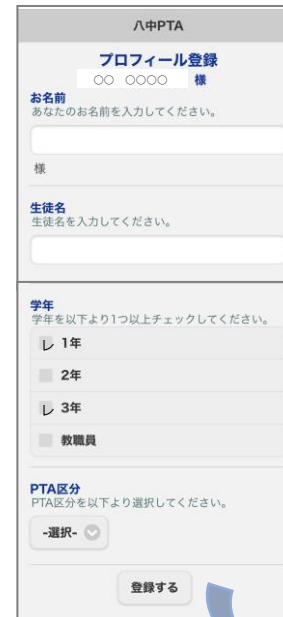 八中PTA
プロフィール登録
○○ ○○○○ 様
お名前
あなたのお名前を入力してください。
様
生徒名
生徒名を入力してください。
学年
学年を以下より1つ以上チェックしてください。
レ 1年
2年
レ 3年
教職員
PTA区分
PTA区分を以下より選択してください。
-選択-
登録する